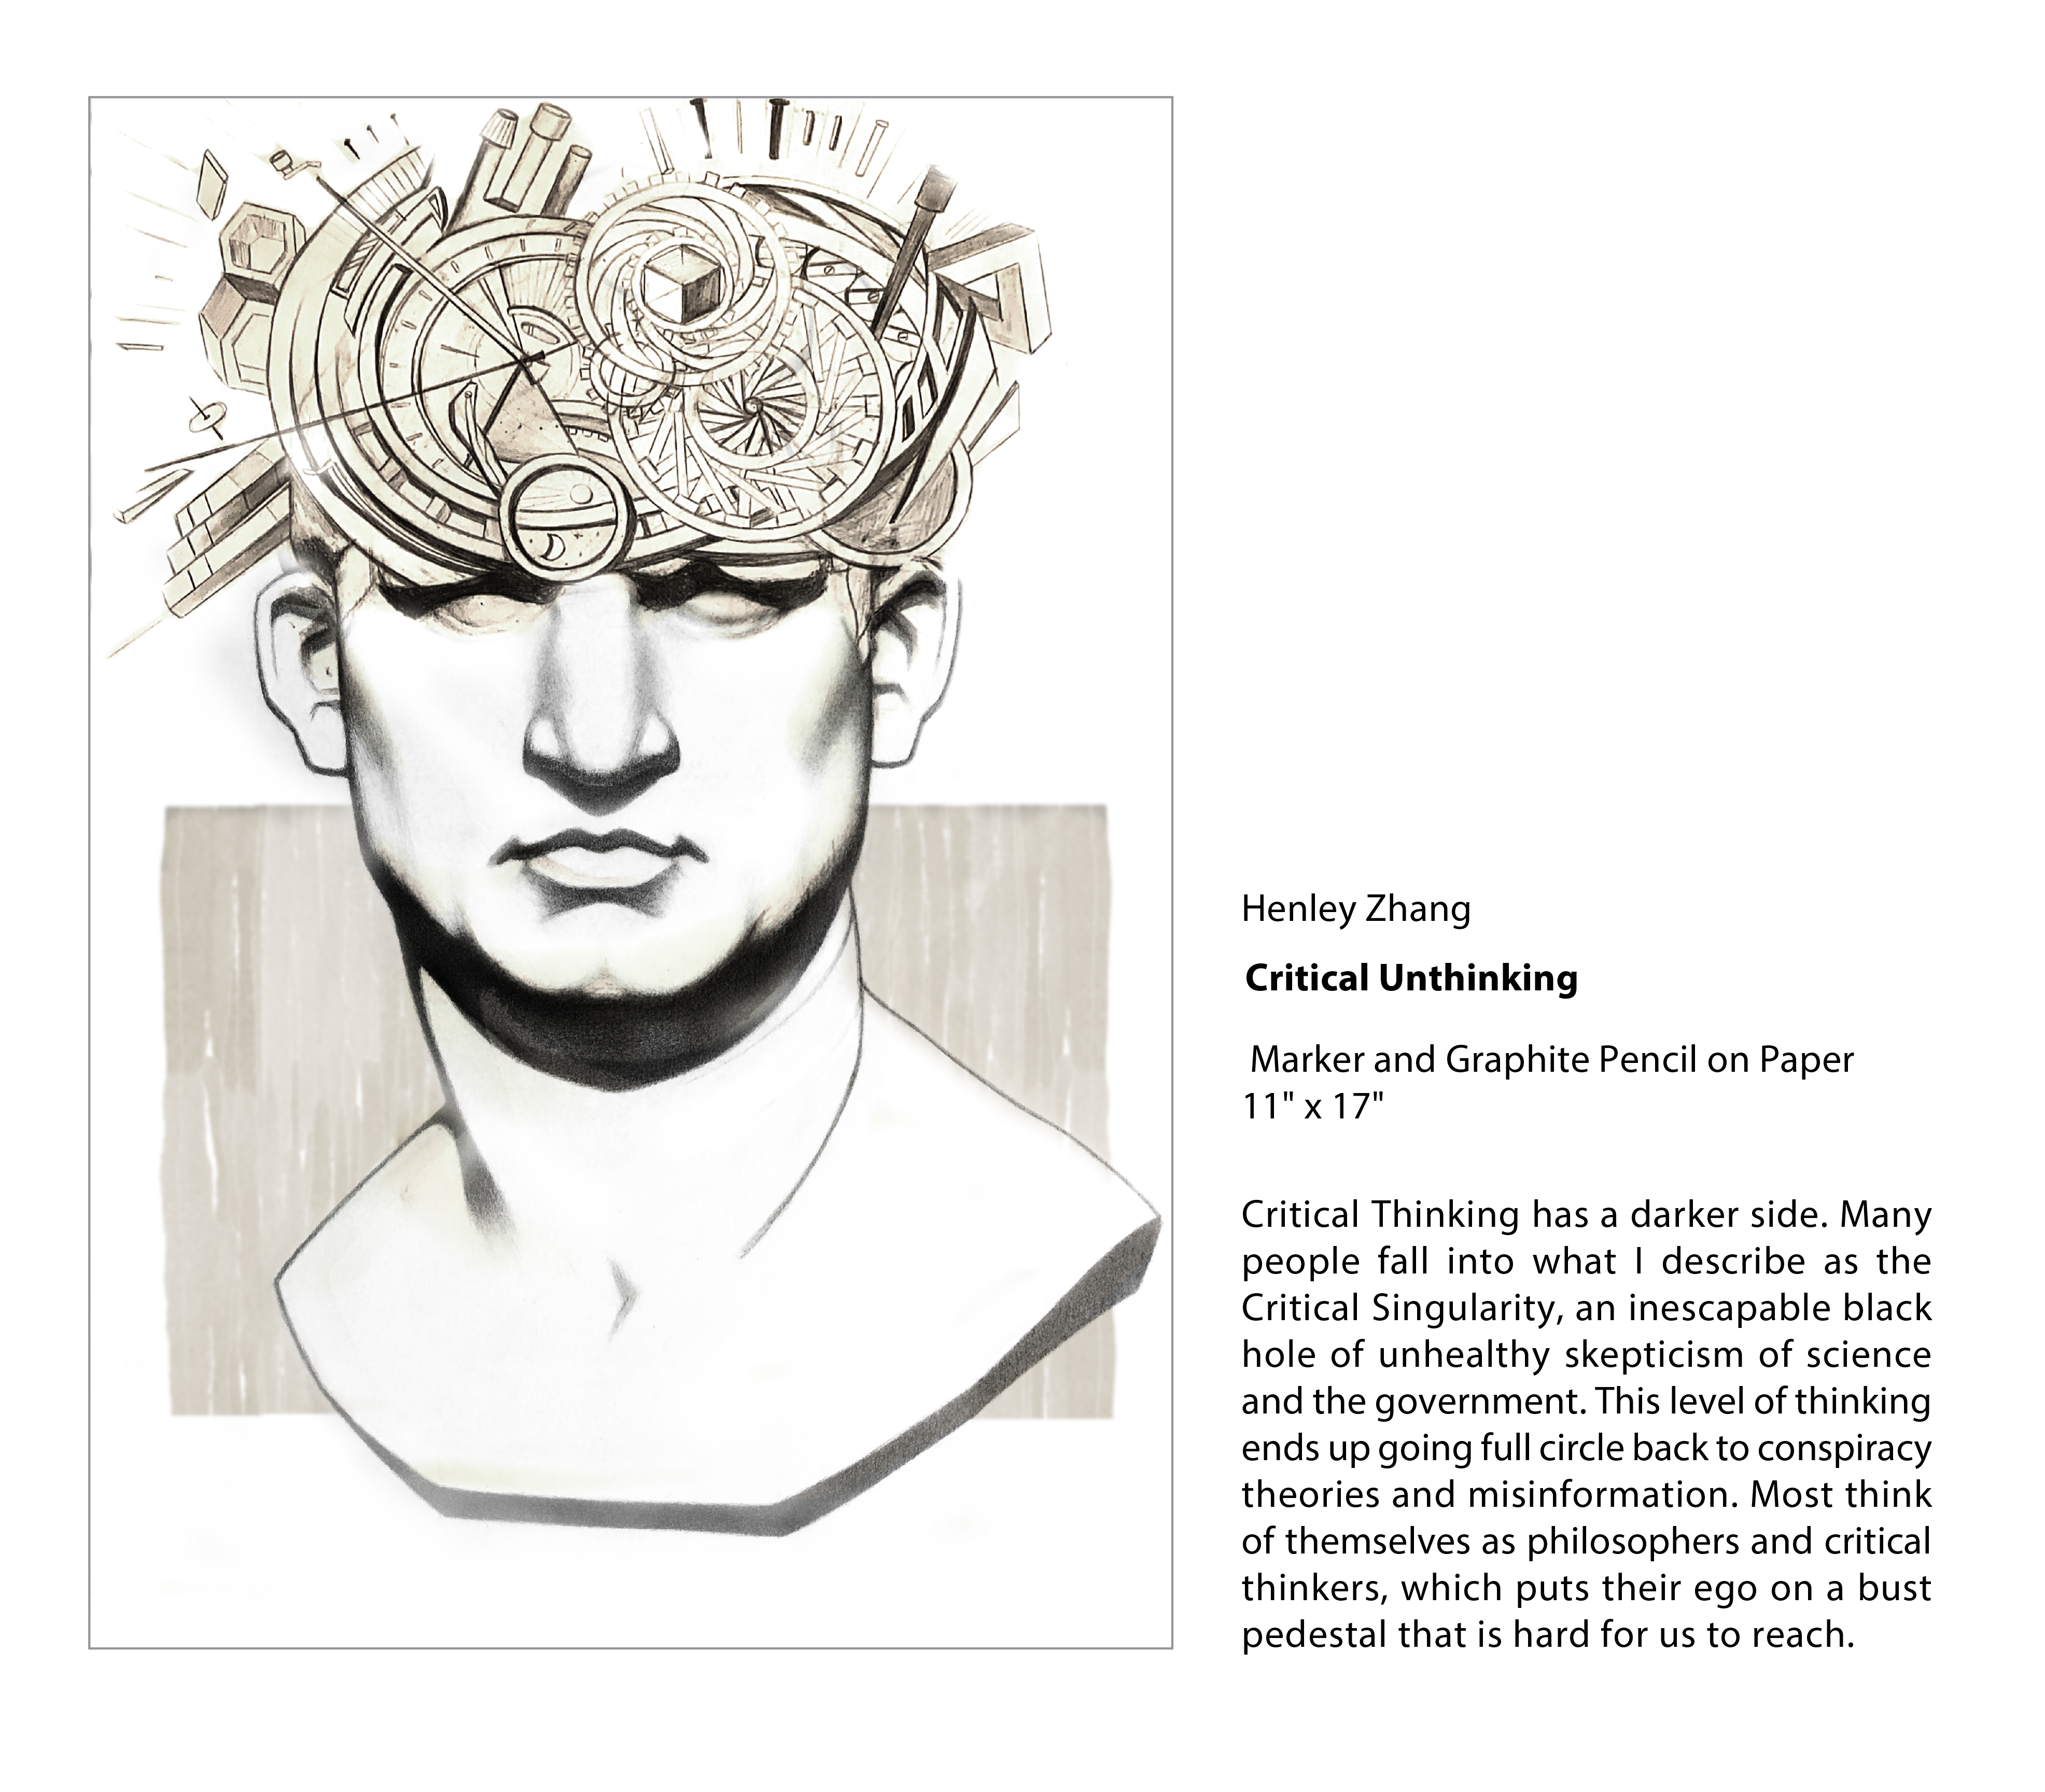 Henley Zhang
Critical Unthinking
Marker and Graphite Pencil on Paper
11" x 17"
Critical Thinking has a darker side. Many
people fall into what I describe as the
Critical Singularity, an inescapable black
hole of unhealthy skepticism of science
and the government. This level of thinking
ends up going full circle back to conspiracy
theories and misinformation. Most think
of themselves as philosophers and critical
thinkers, which puts their ego on a bust
pedestal that is hard for us to reach.